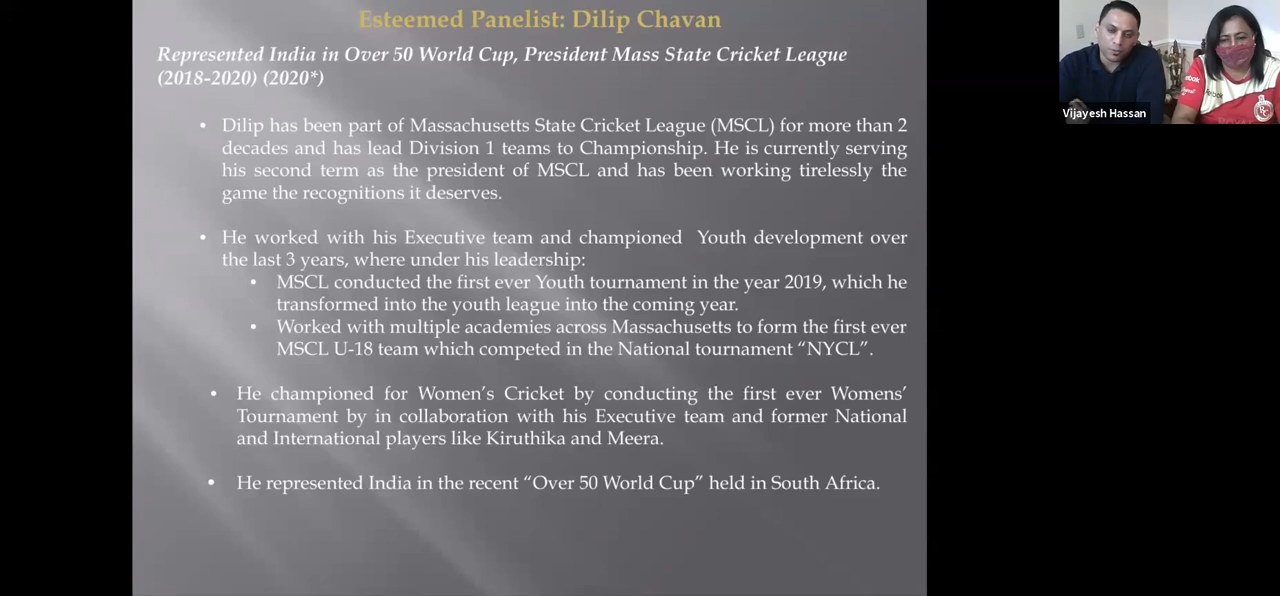 Esteemed Panelist: Dilip Chavan
Represented India in Over 50 World Cup, President Mass State Cricket League
(2018-2020) (2020*)
• Dilip has been part of Massachusetts State Cricket League (MSCL) for more than 2
decades and has lead Division 1 teams to Championship. He is currently serving
his second term as the president of MSCL and has been working tirelessly the
game the recognitions it deserves.
• He worked with his Executive team and championed Youth development over
the last 3 years, where under his leadership:
• MSCL conducted the first ever Youth tournament in the year 2019, which he
transformed into the youth league into the coming year.
• Worked with multiple academies across Massachusetts to form the first ever
MSCL U-18 team which competed in the National tournament “NYCL”.
• He championed for Women’s Cricket by conducting the first ever Womens’
Tournament by in collaboration with his Executive team and former National
and International players like Kiruthika and Meera.
• He represented India in the recent “Over 50 World Cup” held in South Africa.
Vijayesh Hassan